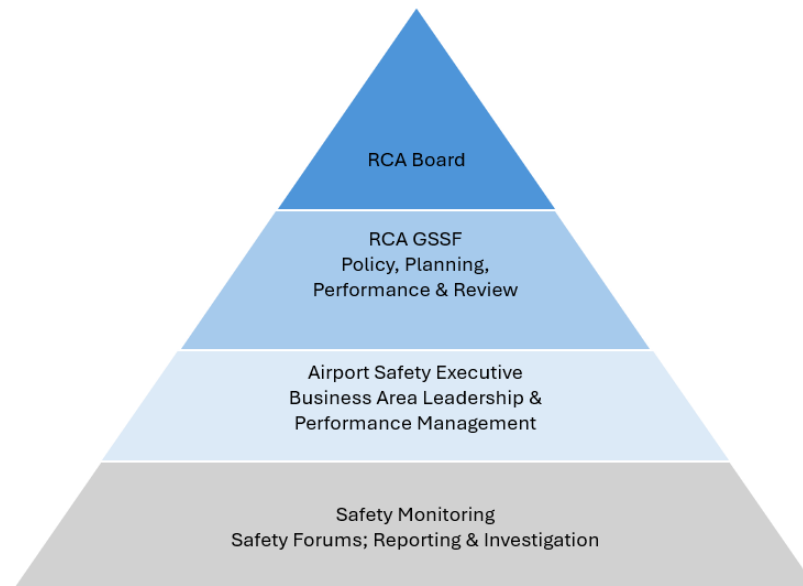 RCA Board
RCA GSSF
Policy, Planning,
Performance & Review
Airport Safety Executive
Business Area Leadership &
Performance Management
Safety Monitoring
Safety Forums; Reporting & Investigation